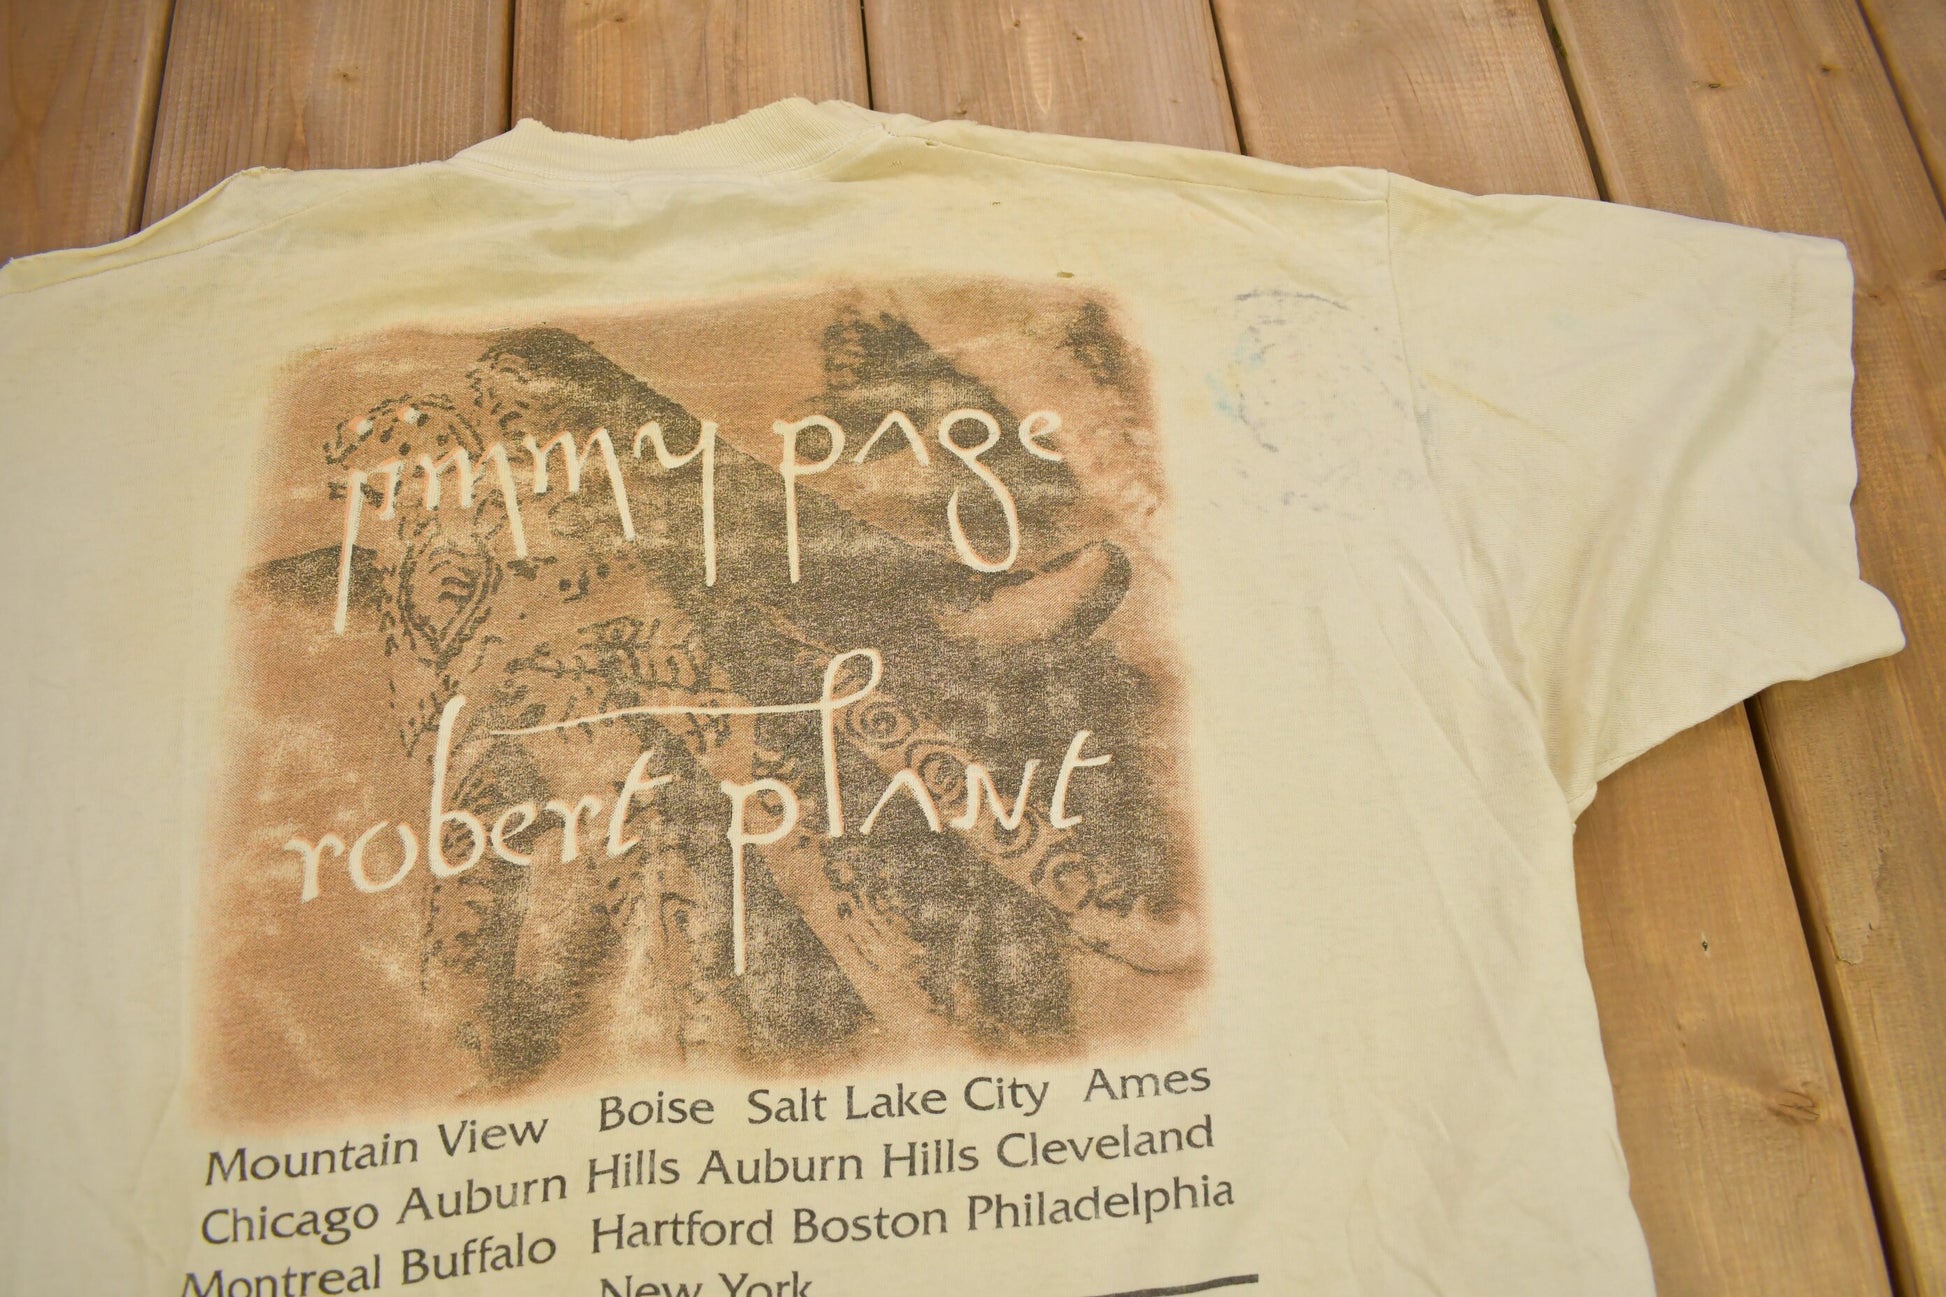 jimmy page
robert plant
Mountain View Boise Salt Lake City Ames
Chicago Auburn Hills Auburn Hills Cleveland
Montreal Buffalo Hartford Boston Philadelphia
New York